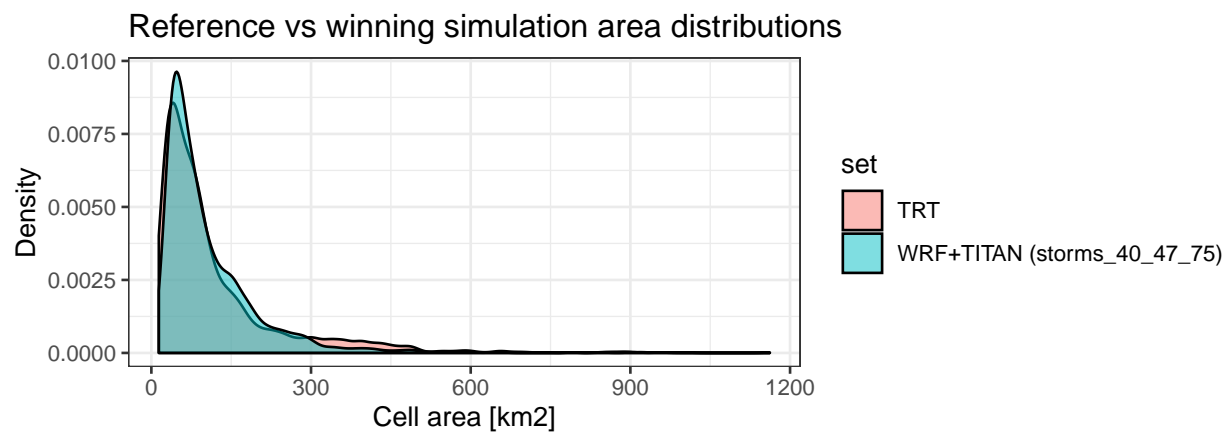 Reference vs winning simulation area distributions
0.0100
0.0075
0.0050
0.0025
0.0000
Density
0 300 600 900 1200
Cell area [km2]
set
TRT
WRF+TITAN (storms_40_47_75)